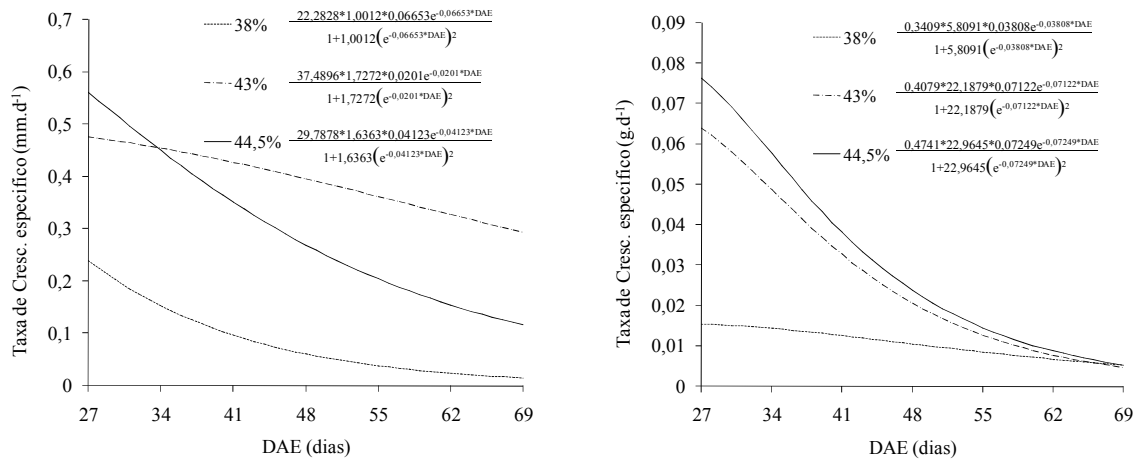 0,7
0,6
0,5
0,4
0,3
0,2
0,1
0
Taxa de Cresc. específico (mm.d⁻¹)
38% 22,2828*1,0012*0,06653e^-0,06653*DAE
1+1,0012(e^-0,06653*DAE)²
43% 37,4896*1,7272*0,0201e^-0,0201*DAE
1+1,7272(e^-0,0201*DAE)²
44,5% 29,7878*1,6363*0,04123e^-0,04123*DAE
1+1,6363(e^-0,04123*DAE)²
27 34 41 48 55 62 69
DAE (dias)
0,09
0,08
0,07
0,06
0,05
0,04
0,03
0,02
0,01
0,00
Taxa de Cresc. específico (g.d⁻¹)
38% 0,3409*5,8091*0,03808e^-0,03808*DAE
1+5,8091(e^-0,03808*DAE)²
43% 0,4079*22,1879*0,07122e^-0,07122*DAE
1+22,1879(e^-0,07122*DAE)²
44,5% 0,4741*22,9645*0,07249e^-0,07249*DAE
1+22,9645(e^-0,07249*DAE)²
27 34 41 48 55 62 69
DAE (dias)